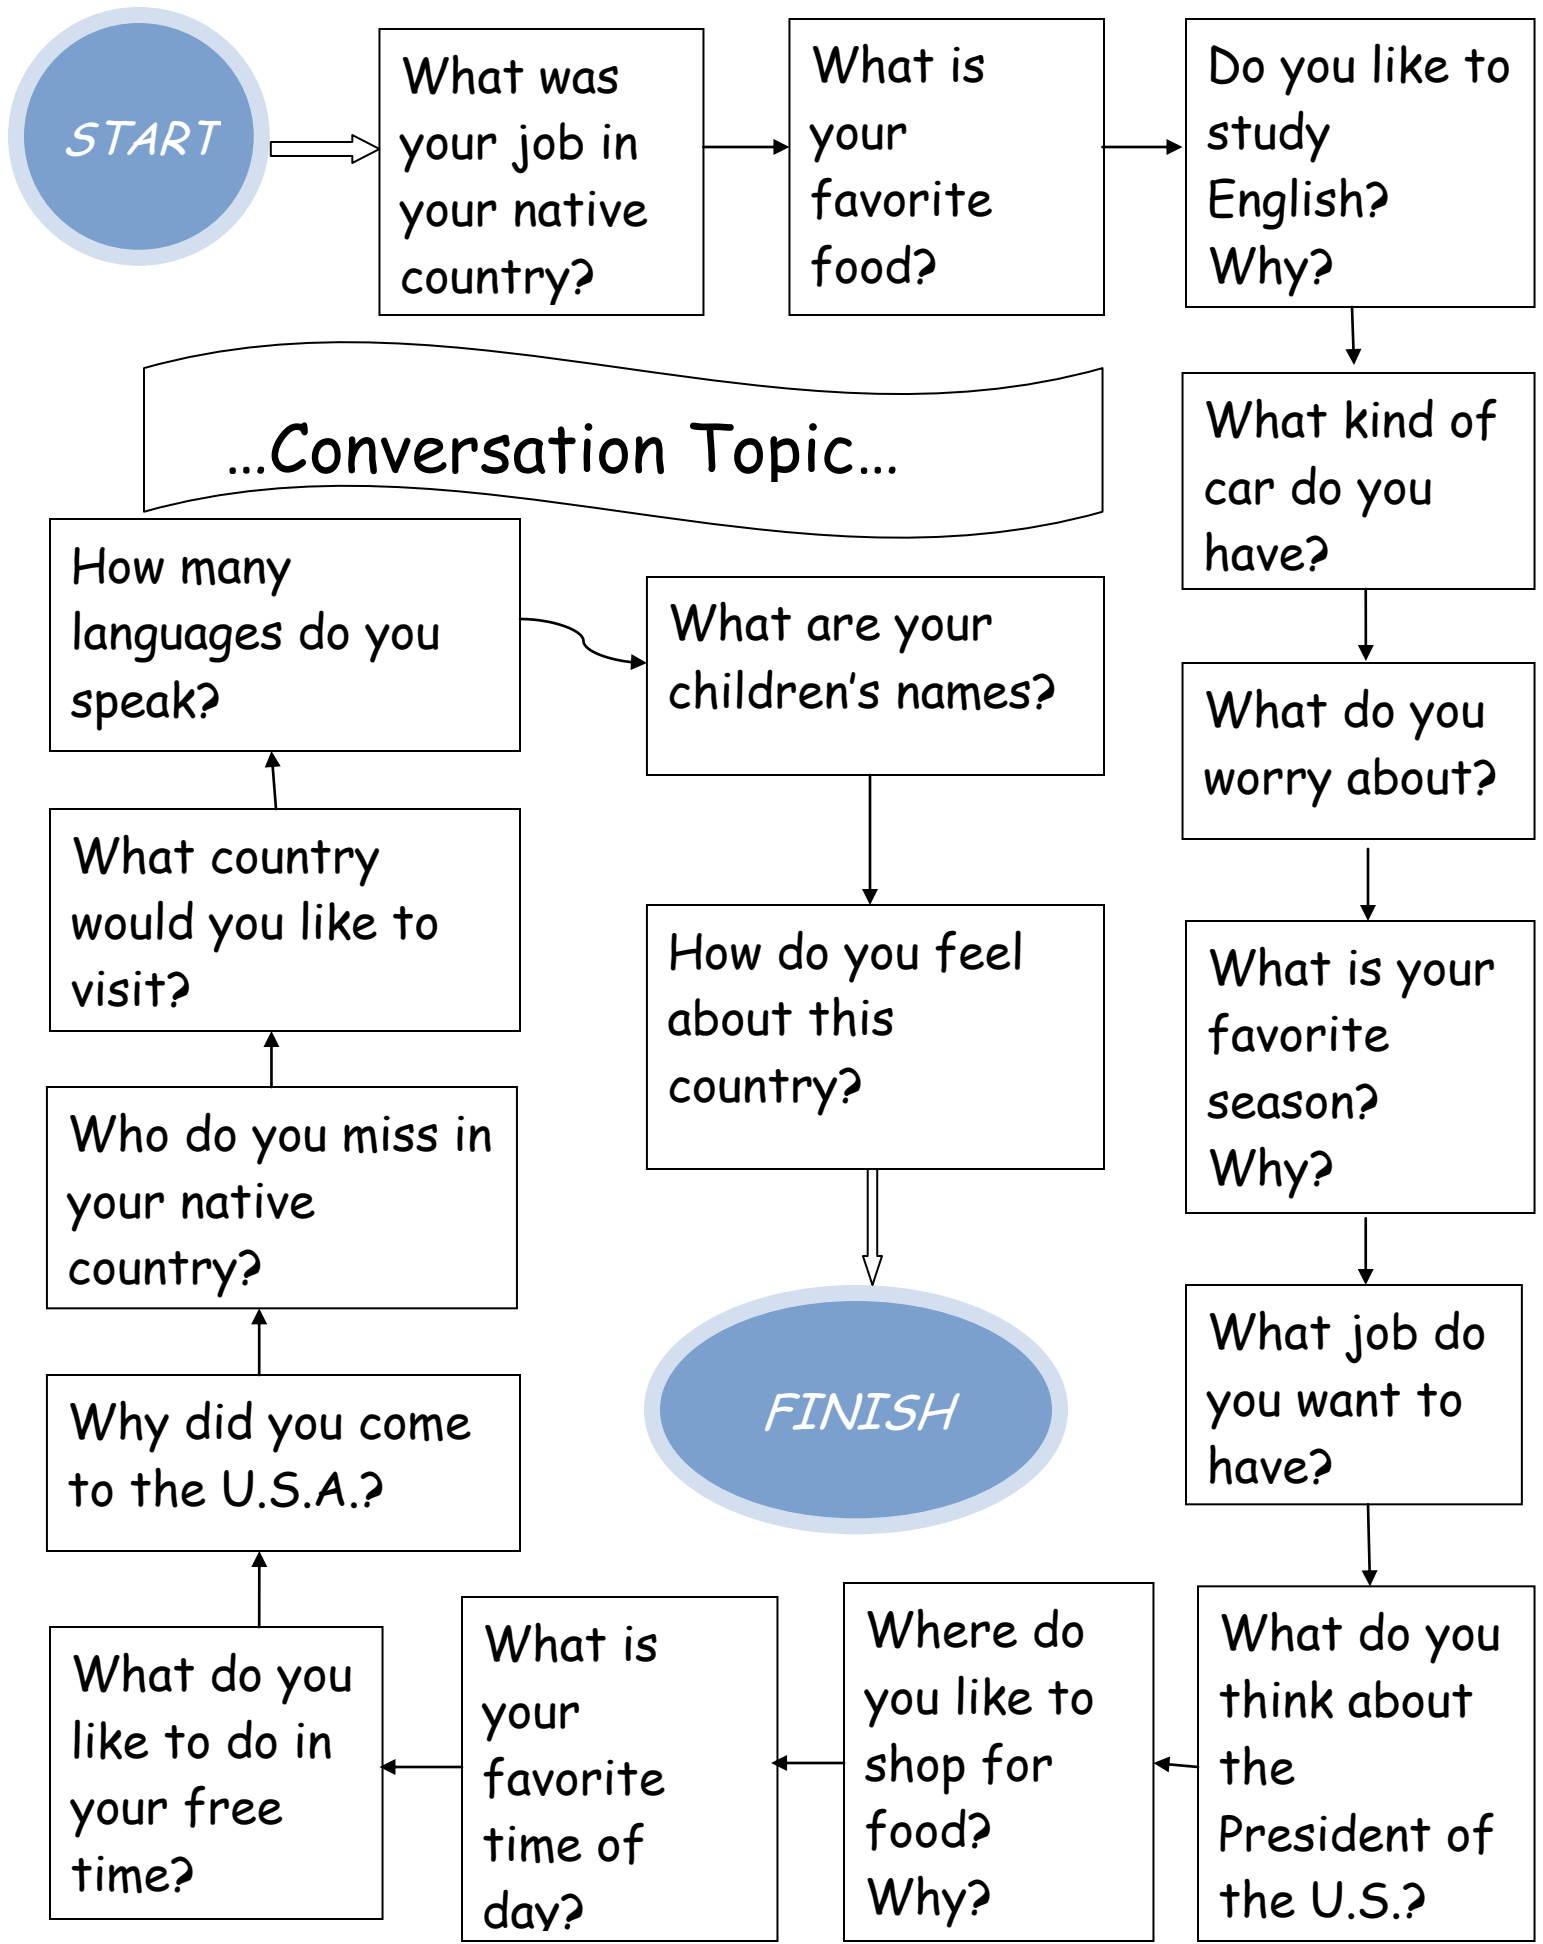 START
What was
your job in
your native
country?
What is
your
favorite
food?
Do you like to
study
English?
Why?
...Conversation Topic...
What kind of
car do you
have?
What do you
worry about?
What is your
favorite
season?
Why?
What job do
you want to
have?
What do you
think about
the
President of
the U.S.?
Where do
you like to
shop for
food?
Why?
What is
your
favorite
time of
day?
What do you
like to do in
your free
time?
Why did you come
to the U.S.A.?
Who do you miss in
your native
country?
What country
would you like to
visit?
How many
languages do you
speak?
What are your
children’s names?
How do you feel
about this
country?
FINISH